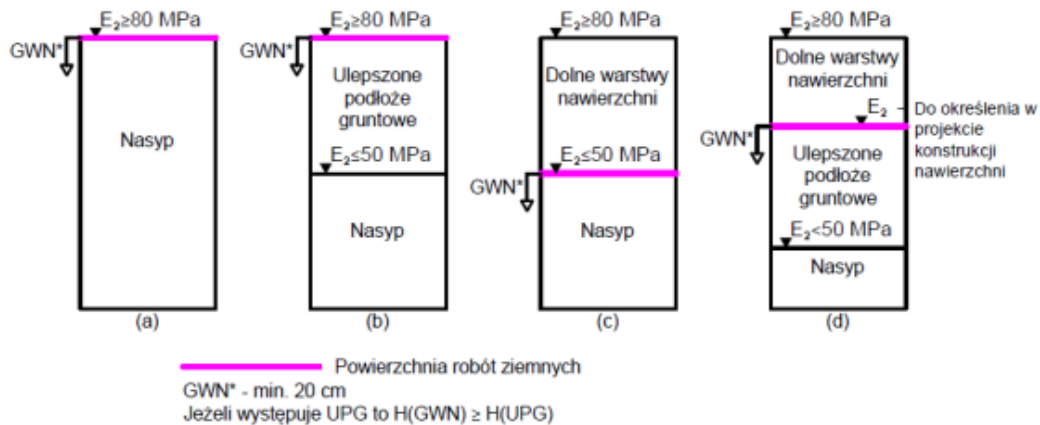 E₂≥80 MPa
GWN*
Nasyp
(a)
E₂≥80 MPa
GWN*
Ulepszone
podłoże
gruntowe
E₂≤50 MPa
Nasyp
(b)
E₂≥80 MPa
Dolne warstwy
nawierzchni
E₂≤50 MPa
GWN*
Nasyp
(c)
E₂≥80 MPa
Dolne warstwy
nawierzchni
E₂
Do określenia w
projekcie
konstrukcji
nawierzchni
GWN*
Ulepszone
podłoże
gruntowe
E₂<50 MPa
Nasyp
(d)
Powierzchnia robót ziemnych
GWN* - min. 20 cm
Jeżeli występuje UPG to H(GWN) ≥ H(UPG)